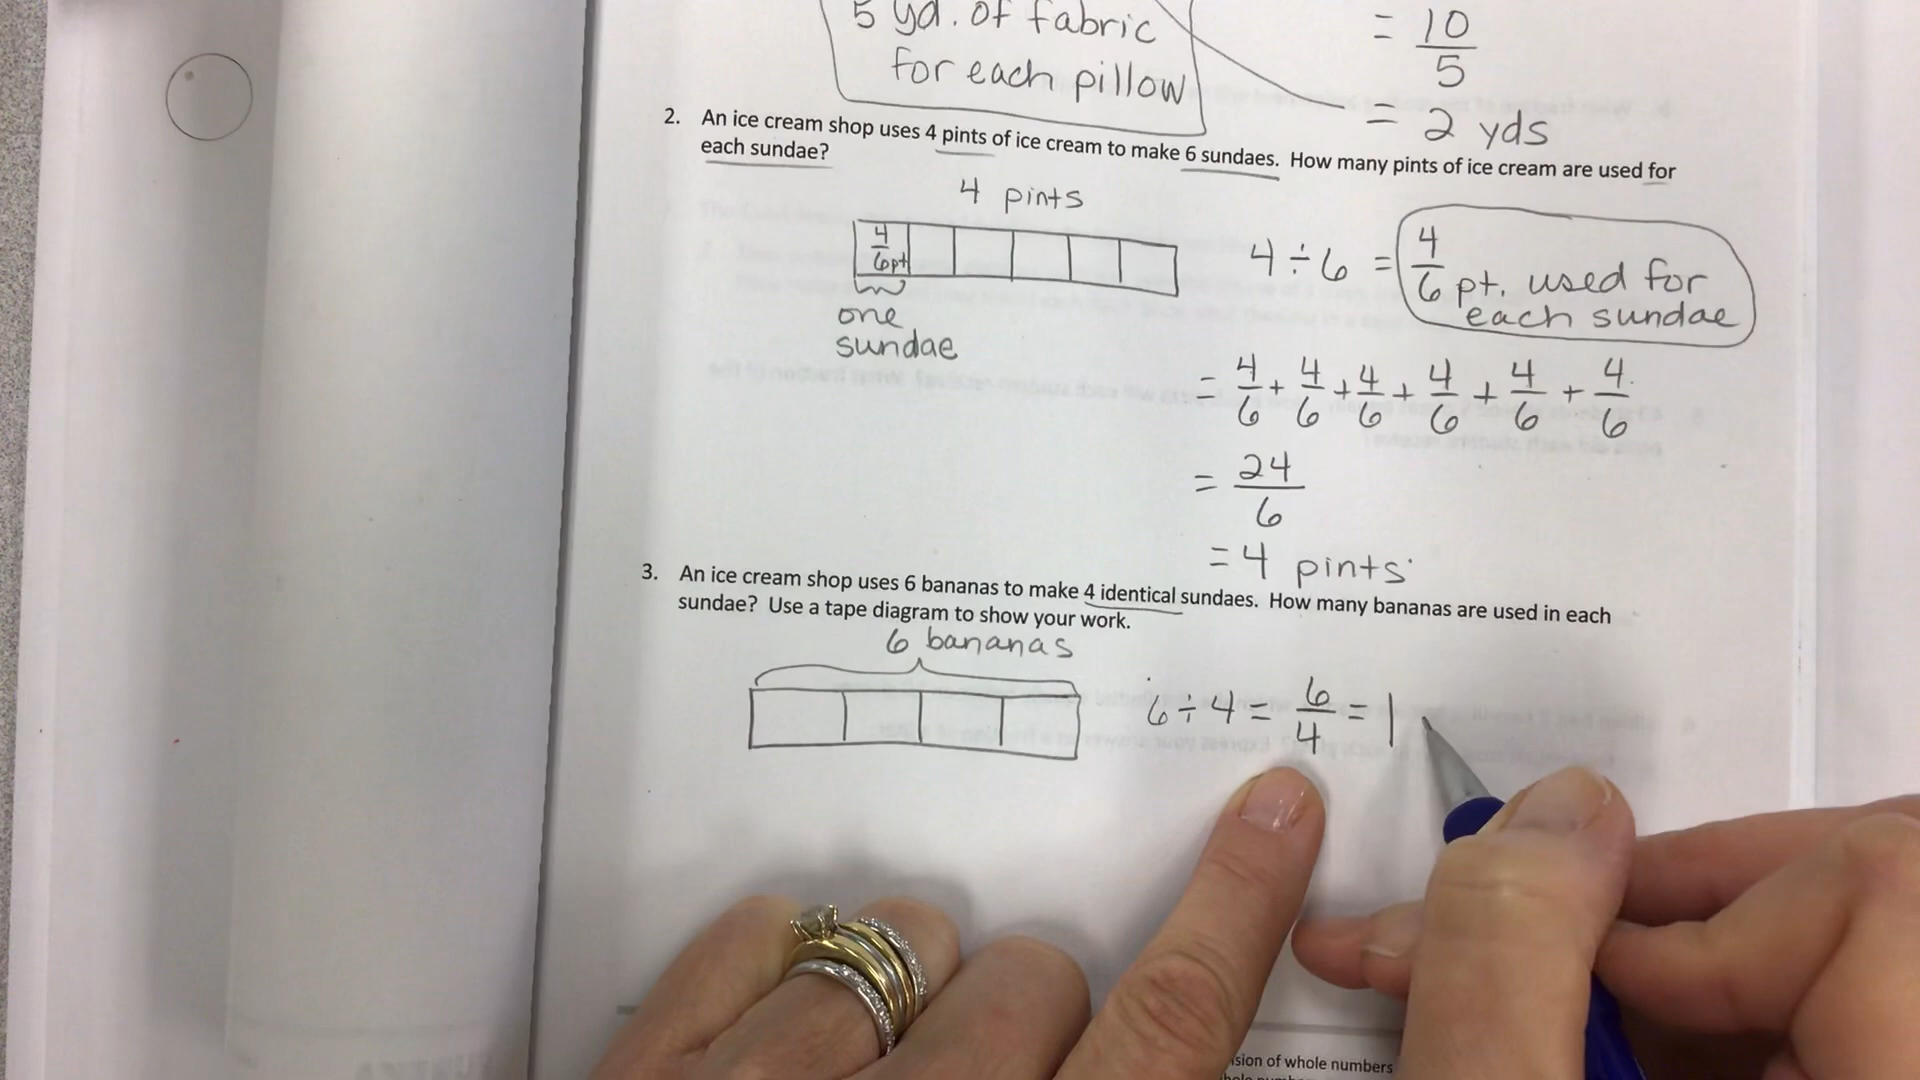 5 yd. of fabric
for each pillow
= 10
5
= 2 yds
2. An ice cream shop uses 4 pints of ice cream to make 6 sundaes. How many pints of ice cream are used for
each sundae?
4 pints
4
6pt
one
sundae
4 ÷ 6 = 4
6 pt. used for
each sundae
= 4/6 + 4/6 + 4/6 + 4/6 + 4/6 + 4/6
= 24
6
= 4 pints
3. An ice cream shop uses 6 bananas to make 4 identical sundaes. How many bananas are used in each
sundae? Use a tape diagram to show your work.
6 bananas
6 ÷ 4 = 6/4 = 1
sion of whole numbers